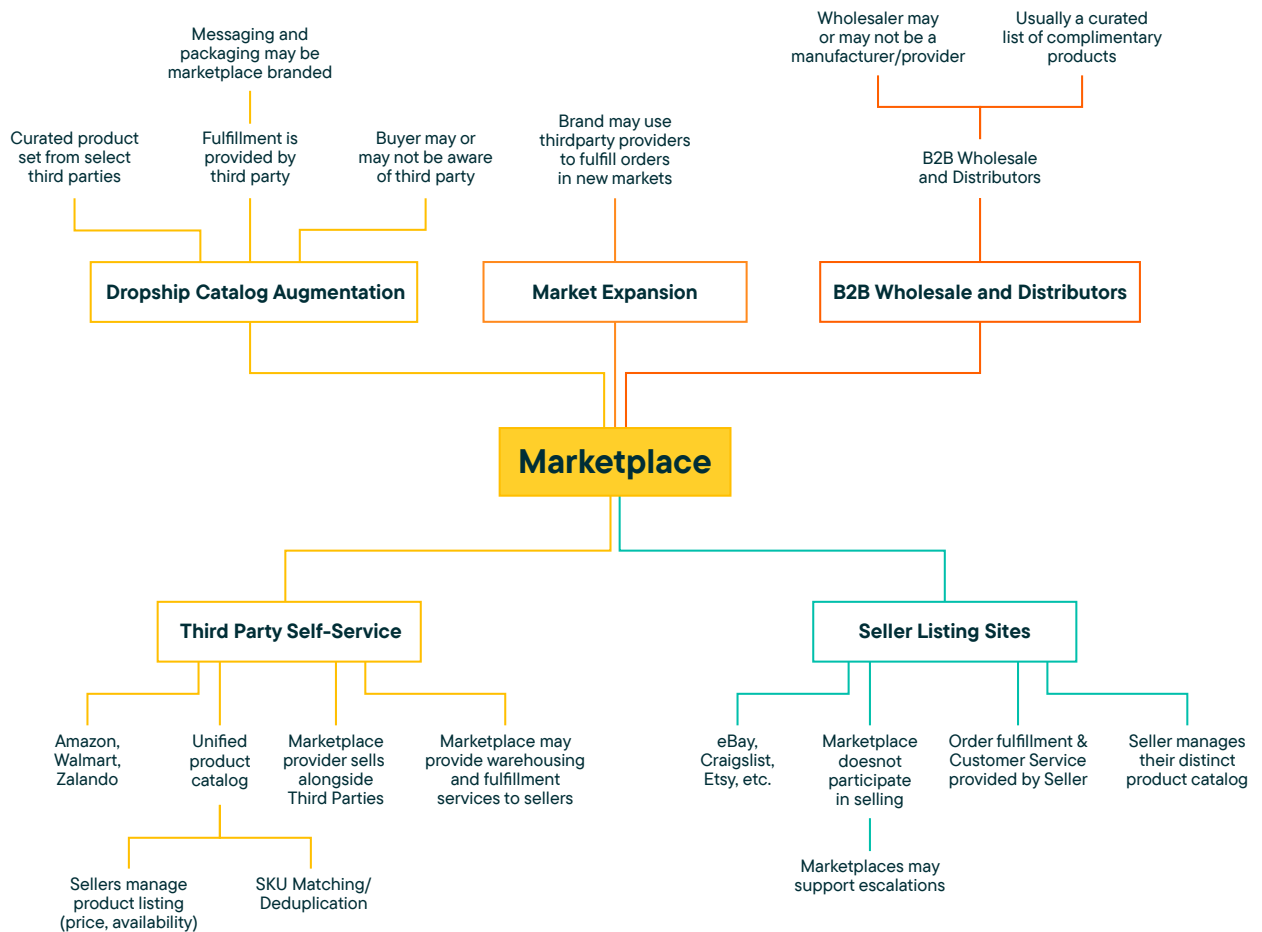 Wholesaler may
or may not be a
manufacturer/provider
Usually a curated
list of complimentary
products
Messaging and
packaging may be
marketplace branded
Curated product
set from select
third parties
Fulfillment is
provided by
third party
Buyer may or
may not be aware
of third party
Brand may use
thirdparty providers
to fulfill orders
in new markets
B2B Wholesale
and Distributors
Dropship Catalog Augmentation
Market Expansion
B2B Wholesale and Distributors
Marketplace
Third Party Self-Service
Seller Listing Sites
Amazon,
Walmart,
Zalando
Unified
product
catalog
Marketplace
provider sells
alongside
Third Parties
Marketplace may
provide warehousing
and fulfillment
services to sellers
eBay,
Craigslist,
Etsy, etc.
Marketplace
doesnot
participate
in selling
Order fulfillment &
Customer Service
provided by Seller
Seller manages
their distinct
product catalog
Sellers manage
product listing
(price, availability)
SKU Matching/
Deduplication
Marketplaces may
support escalations